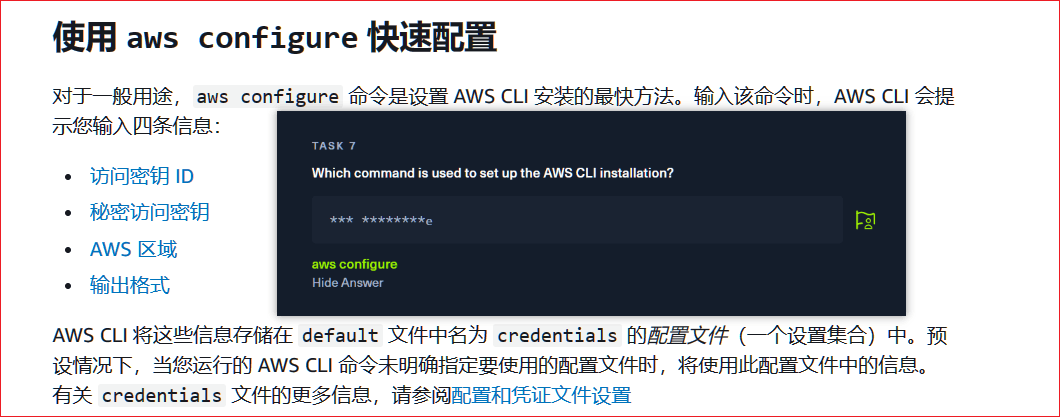 使用 aws configure 快速配置
对于一般用途，aws configure 命令是设置 AWS CLI 安装的最快方法。输入该命令时，AWS CLI 会提
示您输入四条信息：
• 访问密钥 ID
• 秘密访问密钥
• AWS 区域
• 输出格式
TASK 7
Which command is used to set up the AWS CLI installation?
*** ********e
aws configure
Hide Answer
AWS CLI 将这些信息存储在 default 文件中名为 credentials 的配置文件（一个设置集合）中。预
设情况下，当您运行的 AWS CLI 命令未明确指定要使用的配置文件时，将使用此配置文件中的信息。
有关 credentials 文件的更多信息，请参阅配置和凭证文件设置